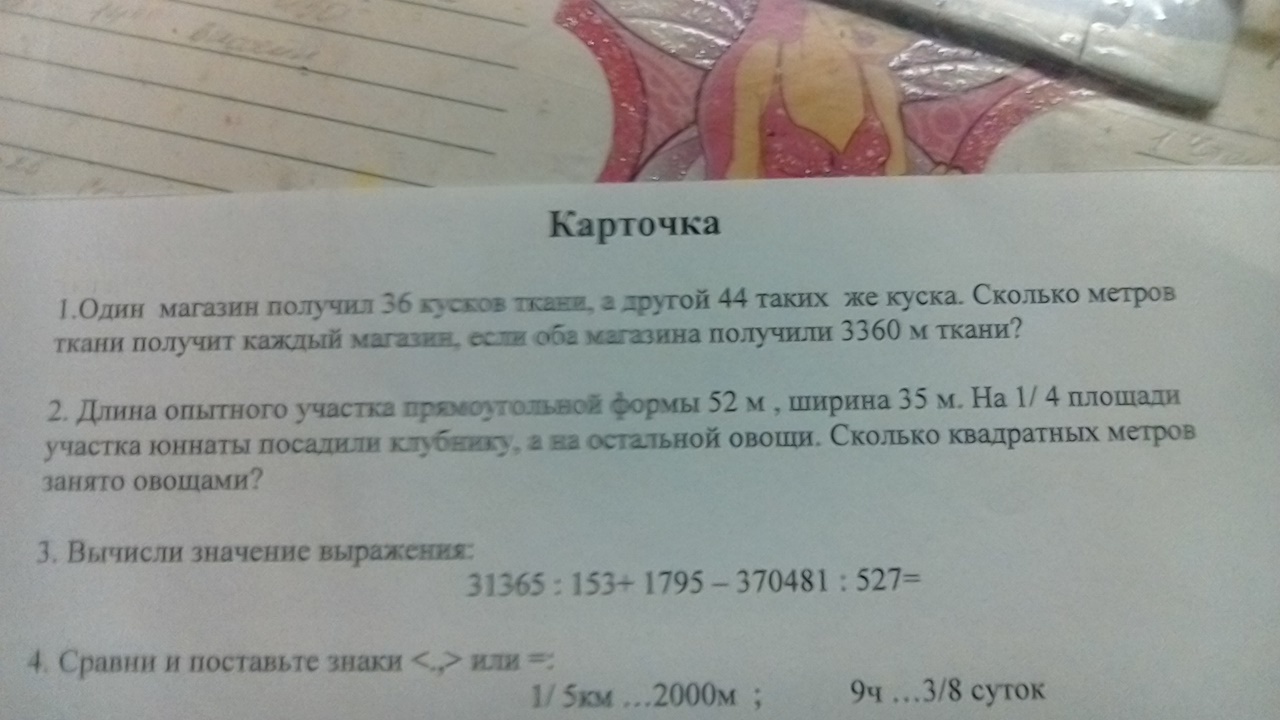 Карточка
1.Один магазин получил 36 кусков ткани, а другой 44 таких же куска. Сколько метров
ткани получит каждый магазин, если оба магазина получили 3360 м ткани?
2. Длина опытного участка прямоугольной формы 52 м , ширина 35 м. На 1/ 4 площади
участка юннаты посадили клубнику, а на остальной овощи. Сколько квадратных метров
занято овощами?
3. Вычисли значение выражения:
31365 : 153+ 1795 – 370481 : 527=
4. Сравни и поставьте знаки <,,> или =:
1/ 5км …2000м ; 9ч …3/8 суток